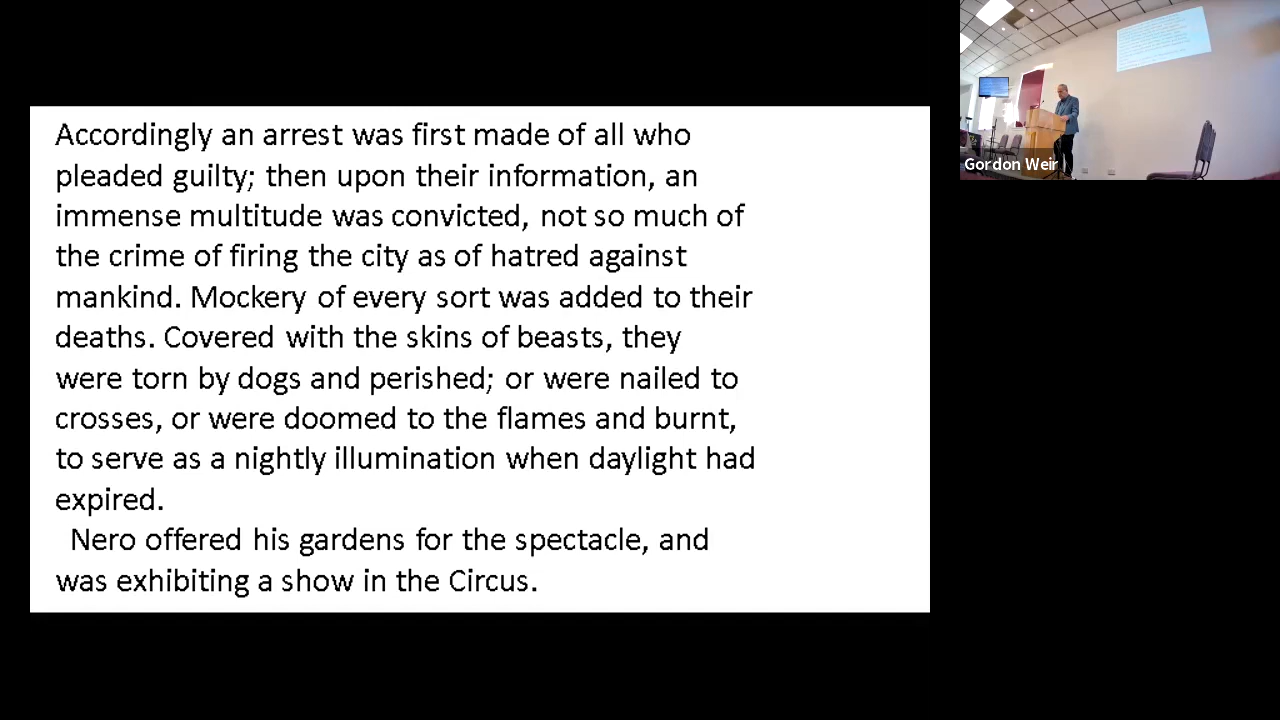 Accordingly an arrest was first made of all who
pleaded guilty; then upon their information, an
immense multitude was convicted, not so much of
the crime of firing the city as of hatred against
mankind. Mockery of every sort was added to their
deaths. Covered with the skins of beasts, they
were torn by dogs and perished; or were nailed to
crosses, or were doomed to the flames and burnt,
to serve as a nightly illumination when daylight had
expired.
Nero offered his gardens for the spectacle, and
was exhibiting a show in the Circus.
Gordon Weir